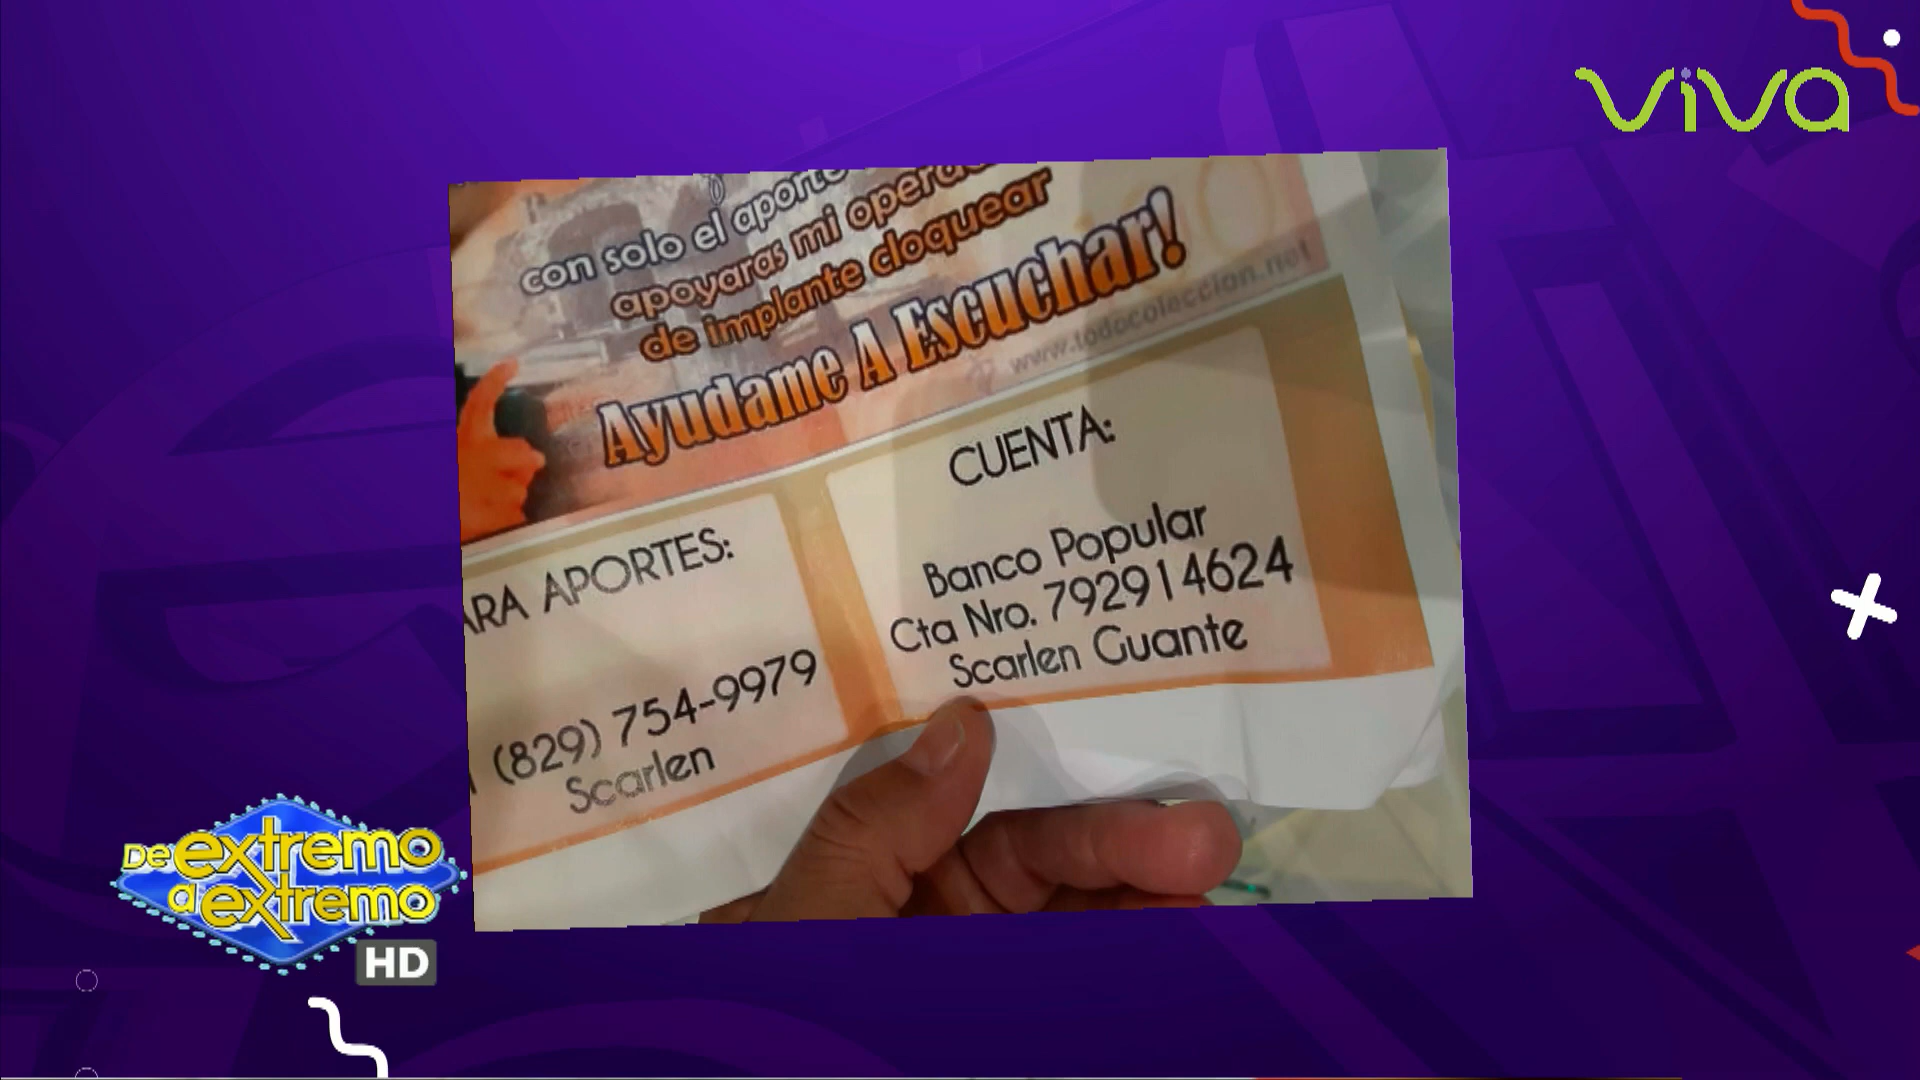 viva
con solo el aporte
apoyaras mi
de implante cloquear
Ayudame A Escuchar!
www.todocoleccion.net
ARA APORTES:
(829) 754-9979
Scarlen
CUENTA:
Banco Popular
Cta Nro. 792914624
Scarlen Guante
De extremo
a extremo
HD